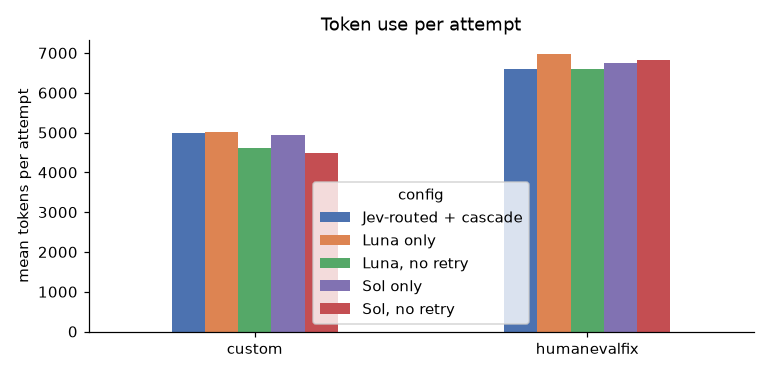 Token use per attempt
mean tokens per attempt
7000
6000
5000
4000
3000
2000
1000
0
config
Jev-routed + cascade
Luna only
Luna, no retry
Sol only
Sol, no retry
custom
humanevalfix